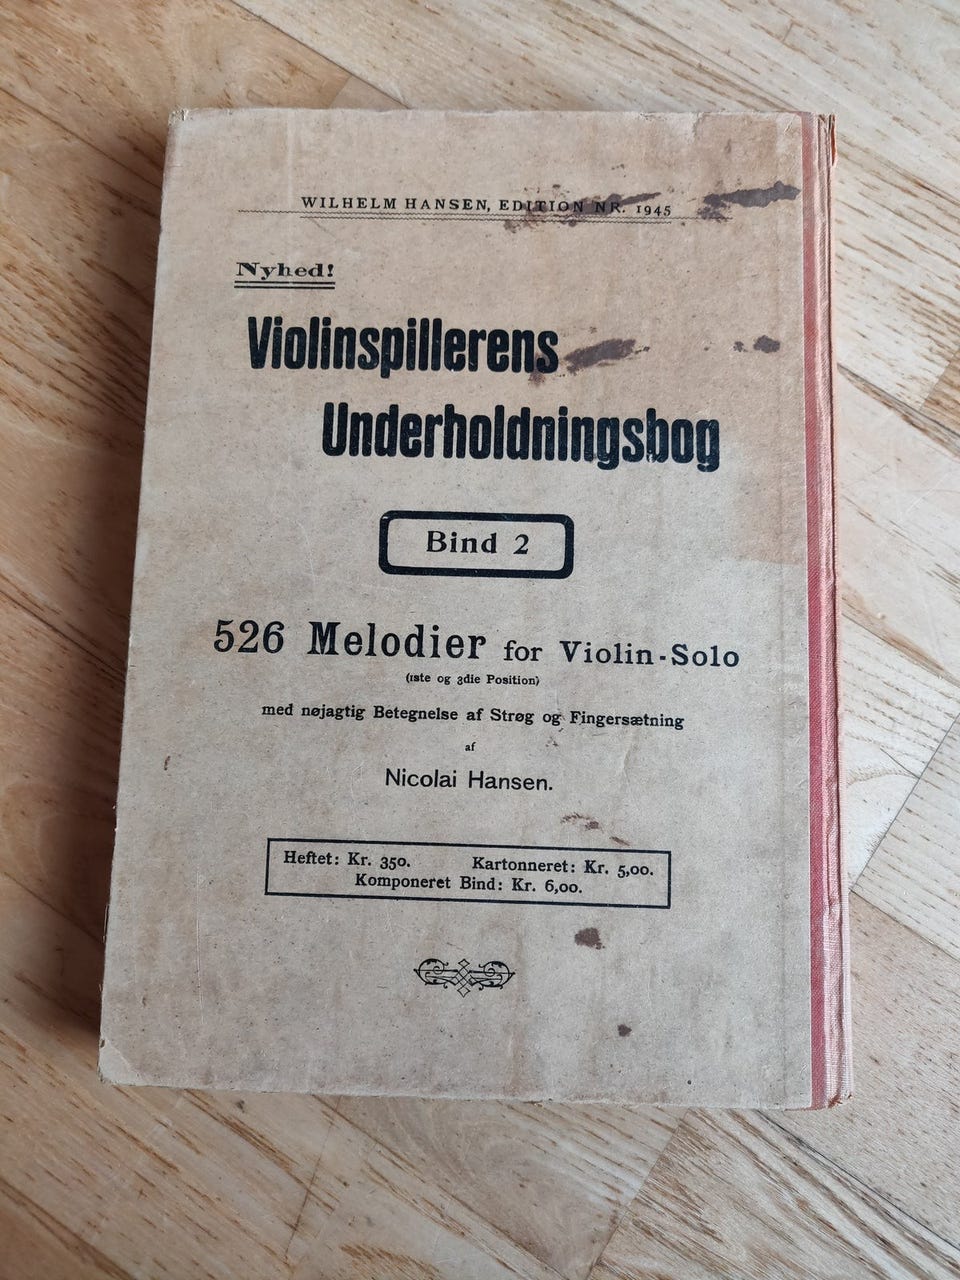 WILHELM HANSEN, EDITION NR. 1945
Nyhed!
Violinspillerens
Underholdningsbog
Bind 2
526 Melodier for Violin-Solo
(1ste og 3die Position)
med nøjagtig Betegnelse af Strøg og Fingersætning
af
Nicolai Hansen.
Heftet: Kr. 350. Kartonneret: Kr. 5,00.
Komponeret Bind: Kr. 6,00.